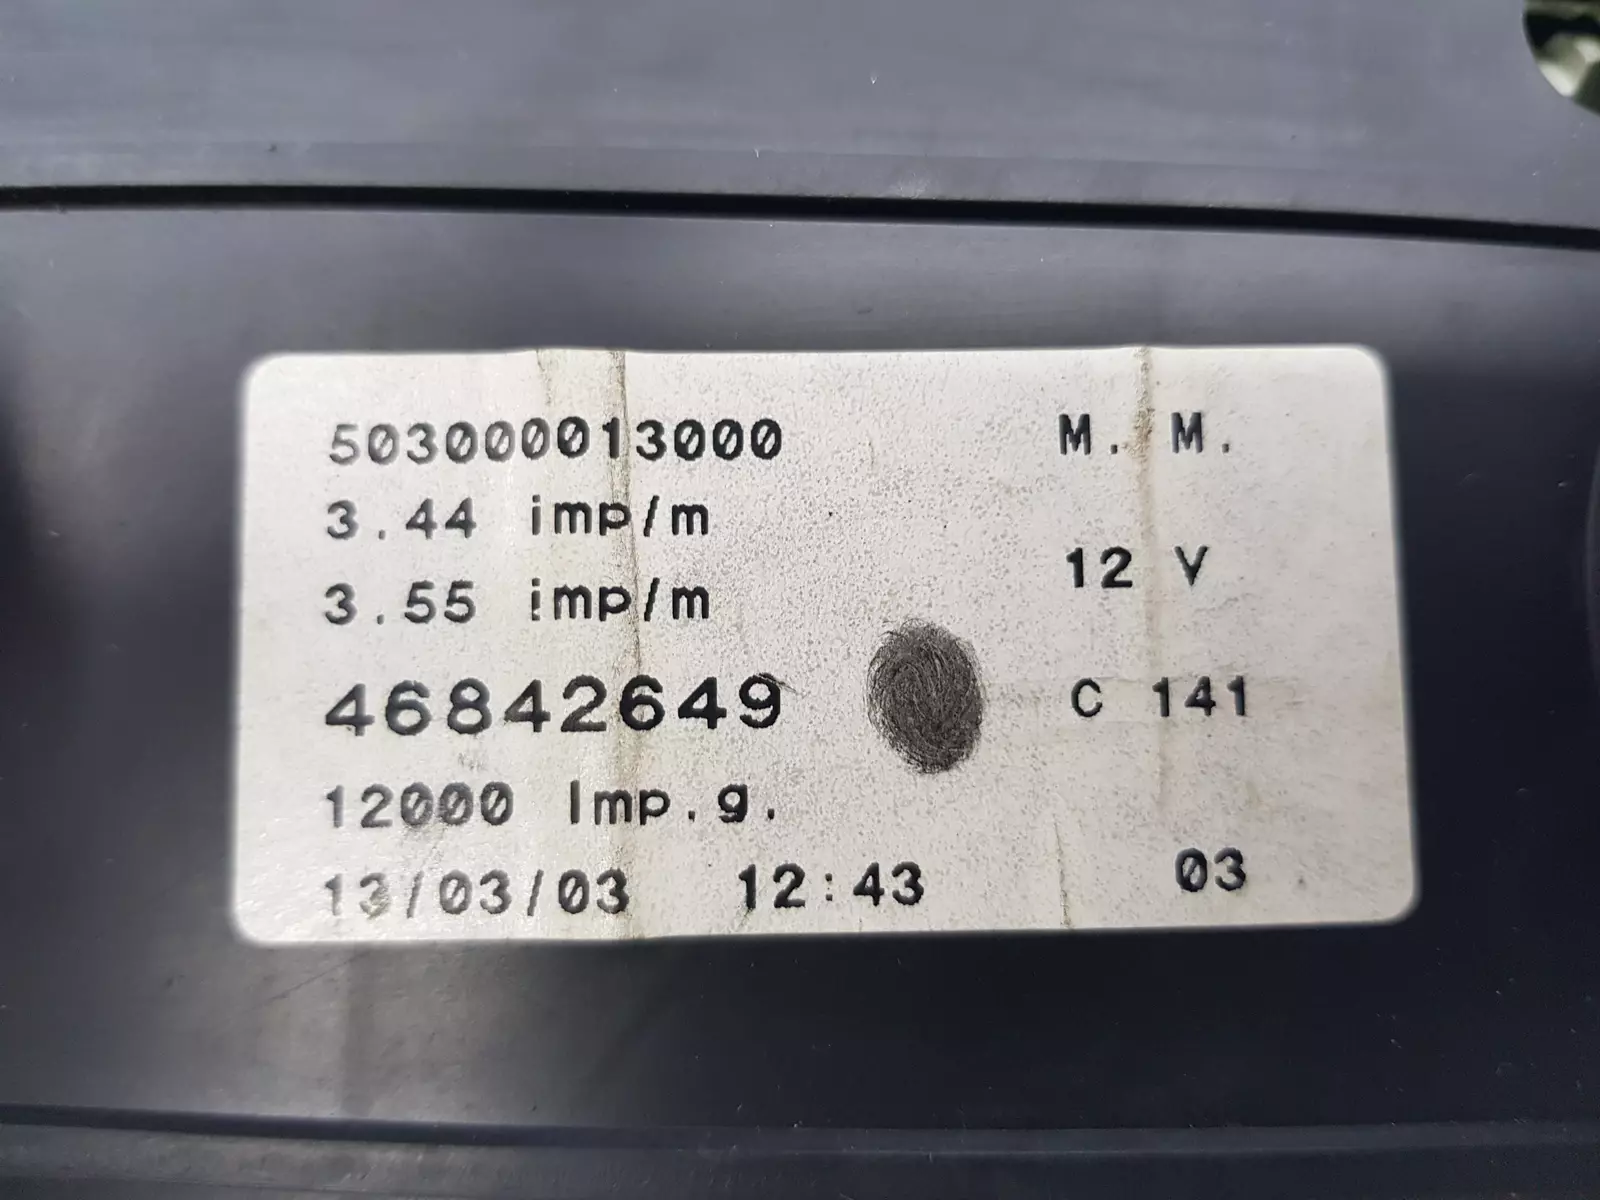 503000013000 M. M.
3.44 imp/m
3.55 imp/m 12 V
46842649 C 141
12000 Imp.g.
13/03/03 12:43 03